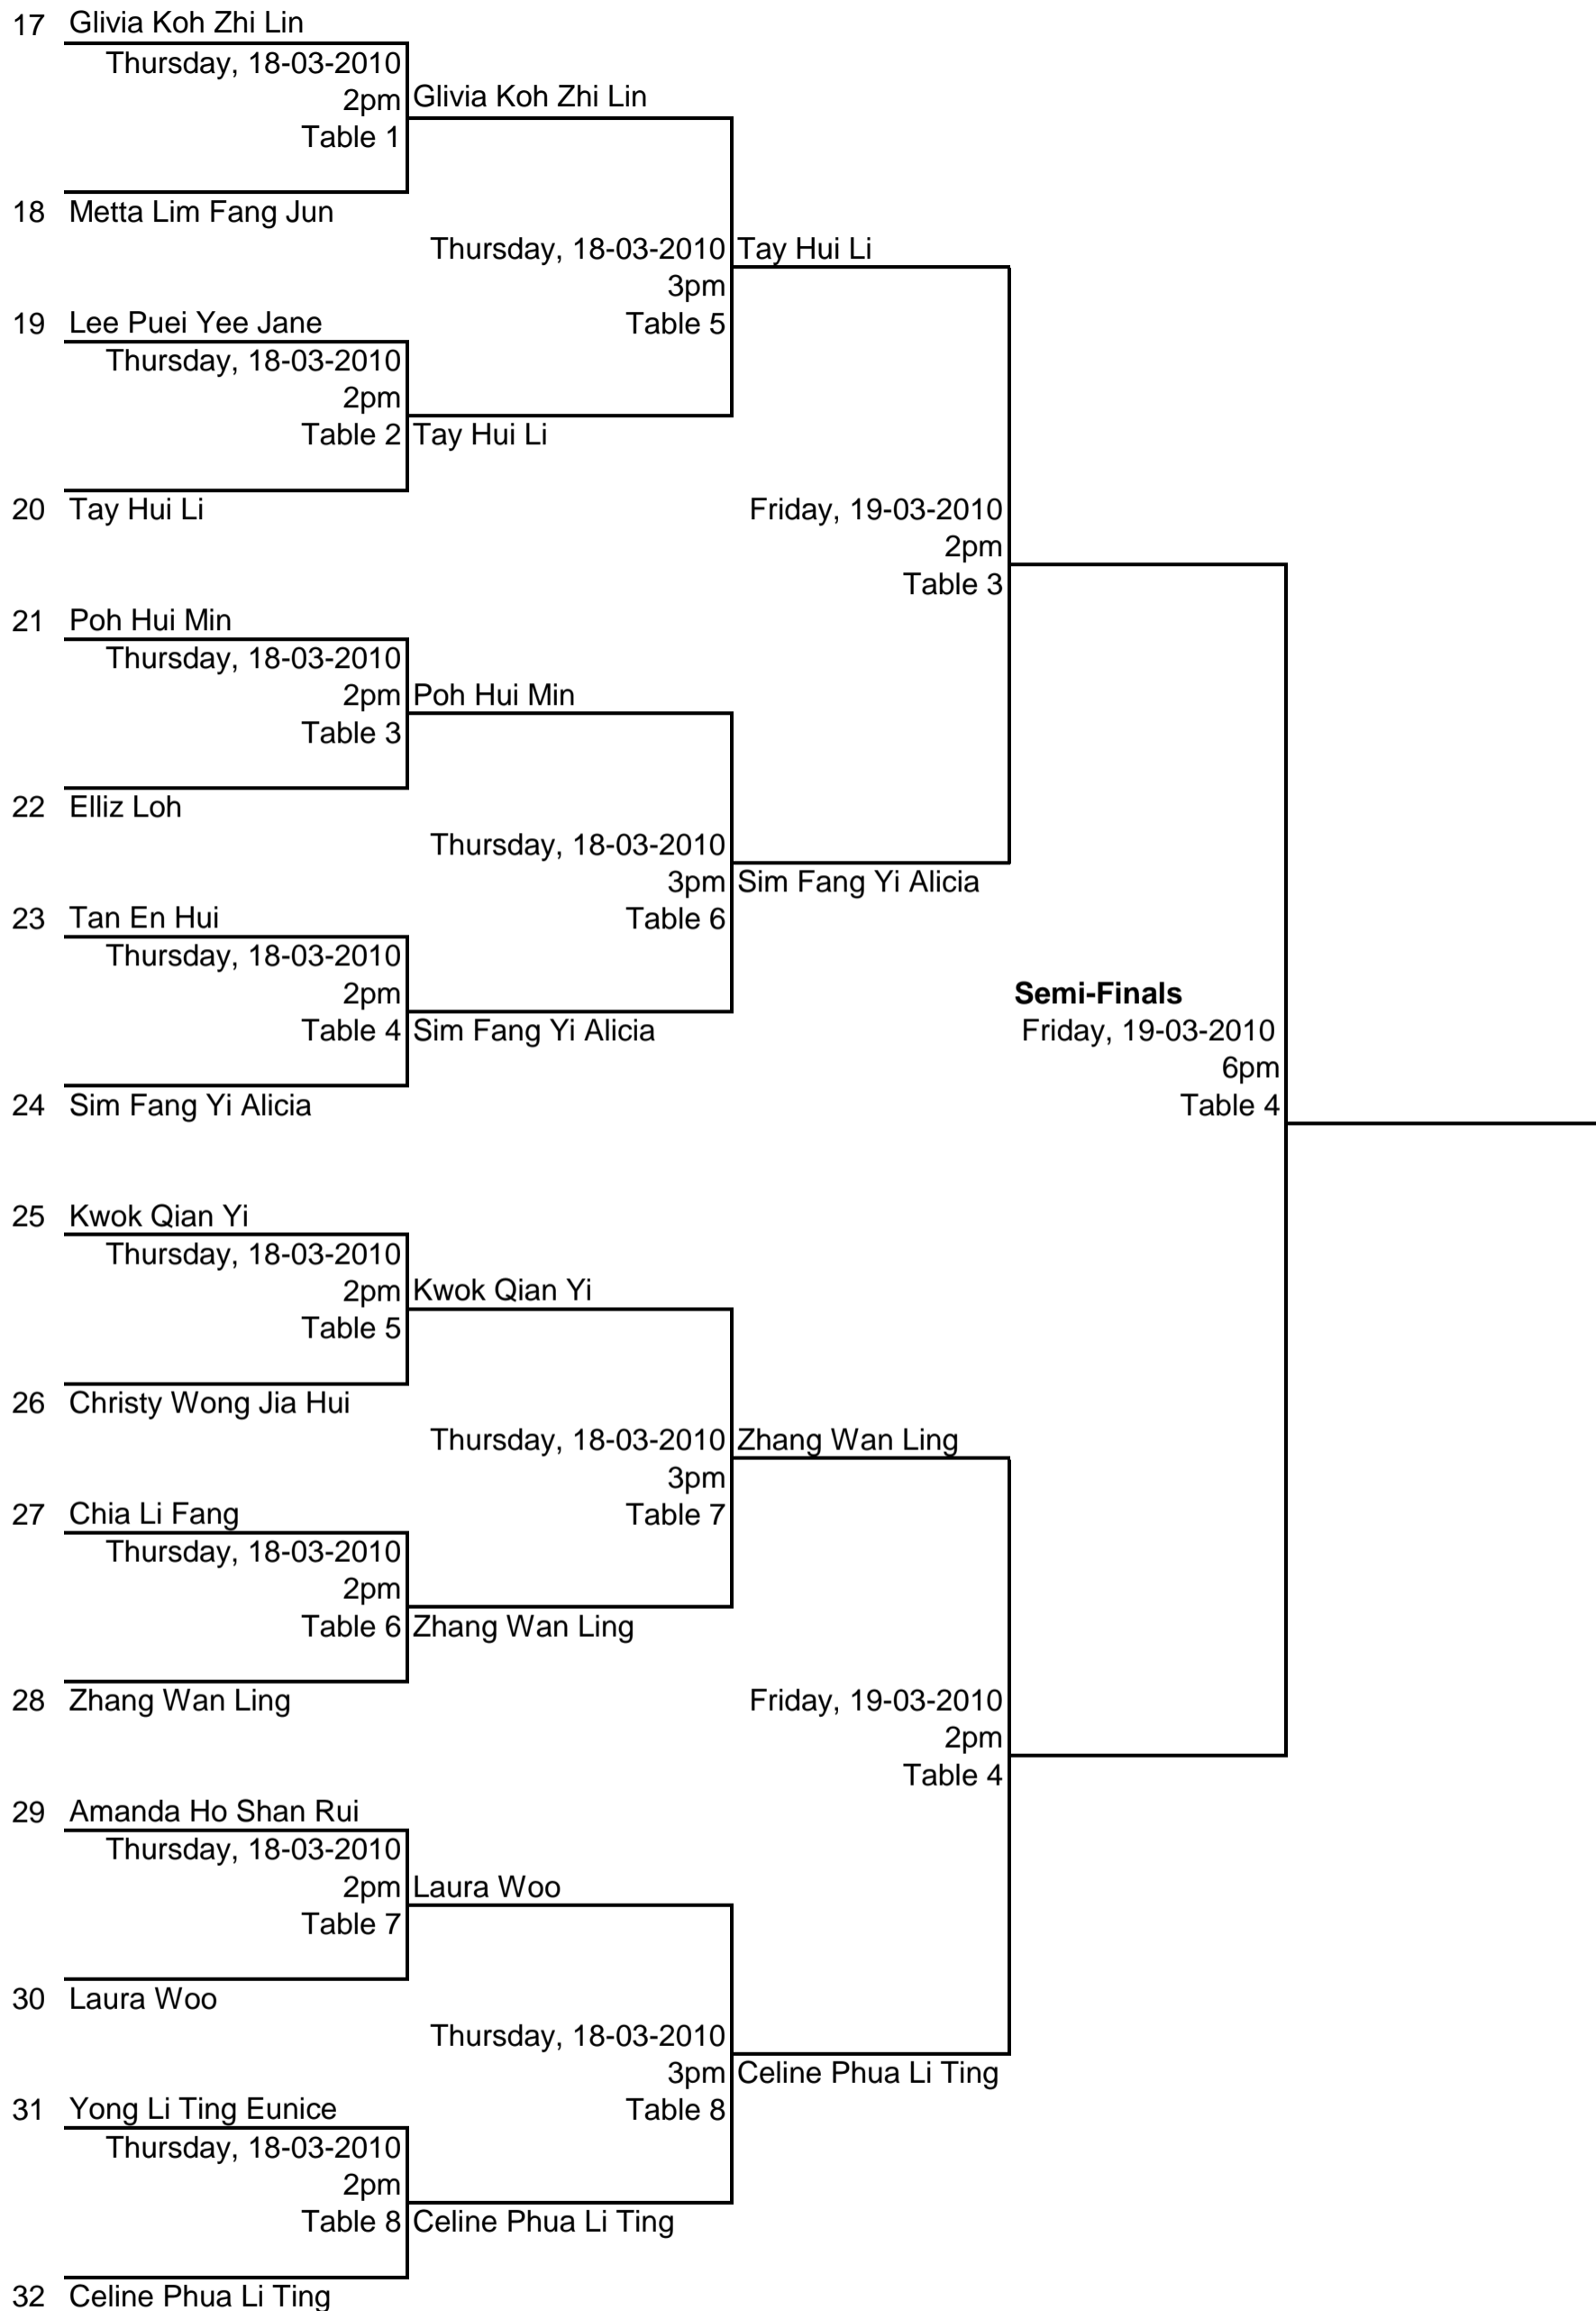 17 Glivia Koh Zhi Lin
Thursday, 18-03-2010
2pm Glivia Koh Zhi Lin
Table 1
18 Metta Lim Fang Jun
Thursday, 18-03-2010 Tay Hui Li
3pm
19 Lee Puei Yee Jane Table 5
Thursday, 18-03-2010
2pm
Table 2 Tay Hui Li
20 Tay Hui Li Friday, 19-03-2010
2pm
Table 3
21 Poh Hui Min
Thursday, 18-03-2010
2pm Poh Hui Min
Table 3
22 Elliz Loh
Thursday, 18-03-2010
3pm Sim Fang Yi Alicia
23 Tan En Hui Table 6
Thursday, 18-03-2010
2pm Semi-Finals
Table 4 Sim Fang Yi Alicia Friday, 19-03-2010
6pm
24 Sim Fang Yi Alicia Table 4
25 Kwok Qian Yi
Thursday, 18-03-2010
2pm Kwok Qian Yi
Table 5
26 Christy Wong Jia Hui
Thursday, 18-03-2010 Zhang Wan Ling
3pm
27 Chia Li Fang Table 7
Thursday, 18-03-2010
2pm
Table 6 Zhang Wan Ling
28 Zhang Wan Ling Friday, 19-03-2010
2pm
Table 4
29 Amanda Ho Shan Rui
Thursday, 18-03-2010
2pm Laura Woo
Table 7
30 Laura Woo
Thursday, 18-03-2010
3pm Celine Phua Li Ting
31 Yong Li Ting Eunice Table 8
Thursday, 18-03-2010
2pm
Table 8 Celine Phua Li Ting
32 Celine Phua Li Ting